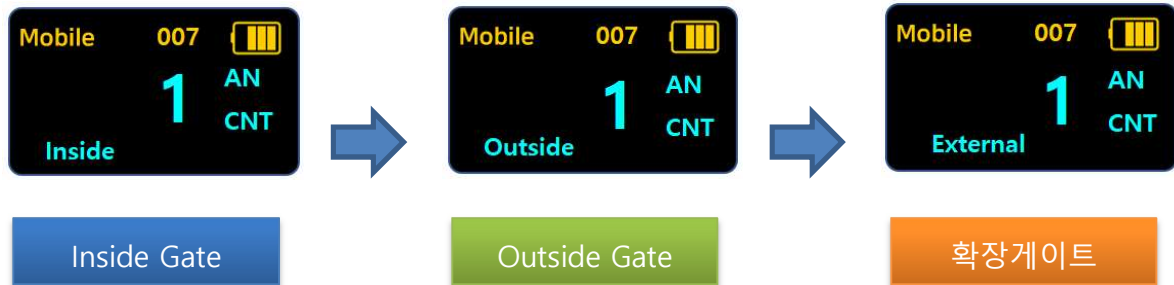 Mobile 007
1 AN
CNT
Inside
Mobile 007
1 AN
CNT
Outside
Mobile 007
1 AN
CNT
External
Inside Gate
Outside Gate
확장게이트